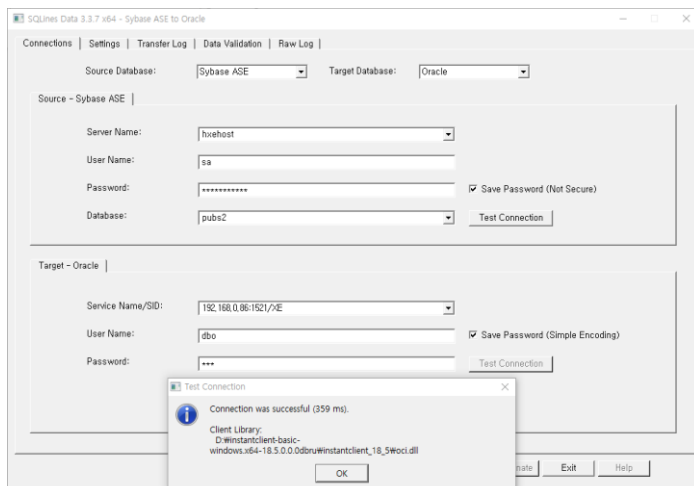 SQLines Data 3.3.7 x64 - Sybase ASE to Oracle
Connections Settings Transfer Log Data Validation Raw Log
Source Database: Sybase ASE Target Database: Oracle
Source - Sybase ASE
Server Name: hxehost
User Name: sa
Password: *********** Save Password (Not Secure)
Database: pubs2 Test Connection
Target - Oracle
Service Name/SID: 192.168.0.86:1521/XE
User Name: dbo Save Password (Simple Encoding)
Password: *** Test Connection
Test Connection
Connection was successful (359 ms).
Client Library:
D:₩instantclient-basic-
windows.x64-18.5.0.0.0dbru₩instantclient_18_5₩oci.dll
OK
Exit Help